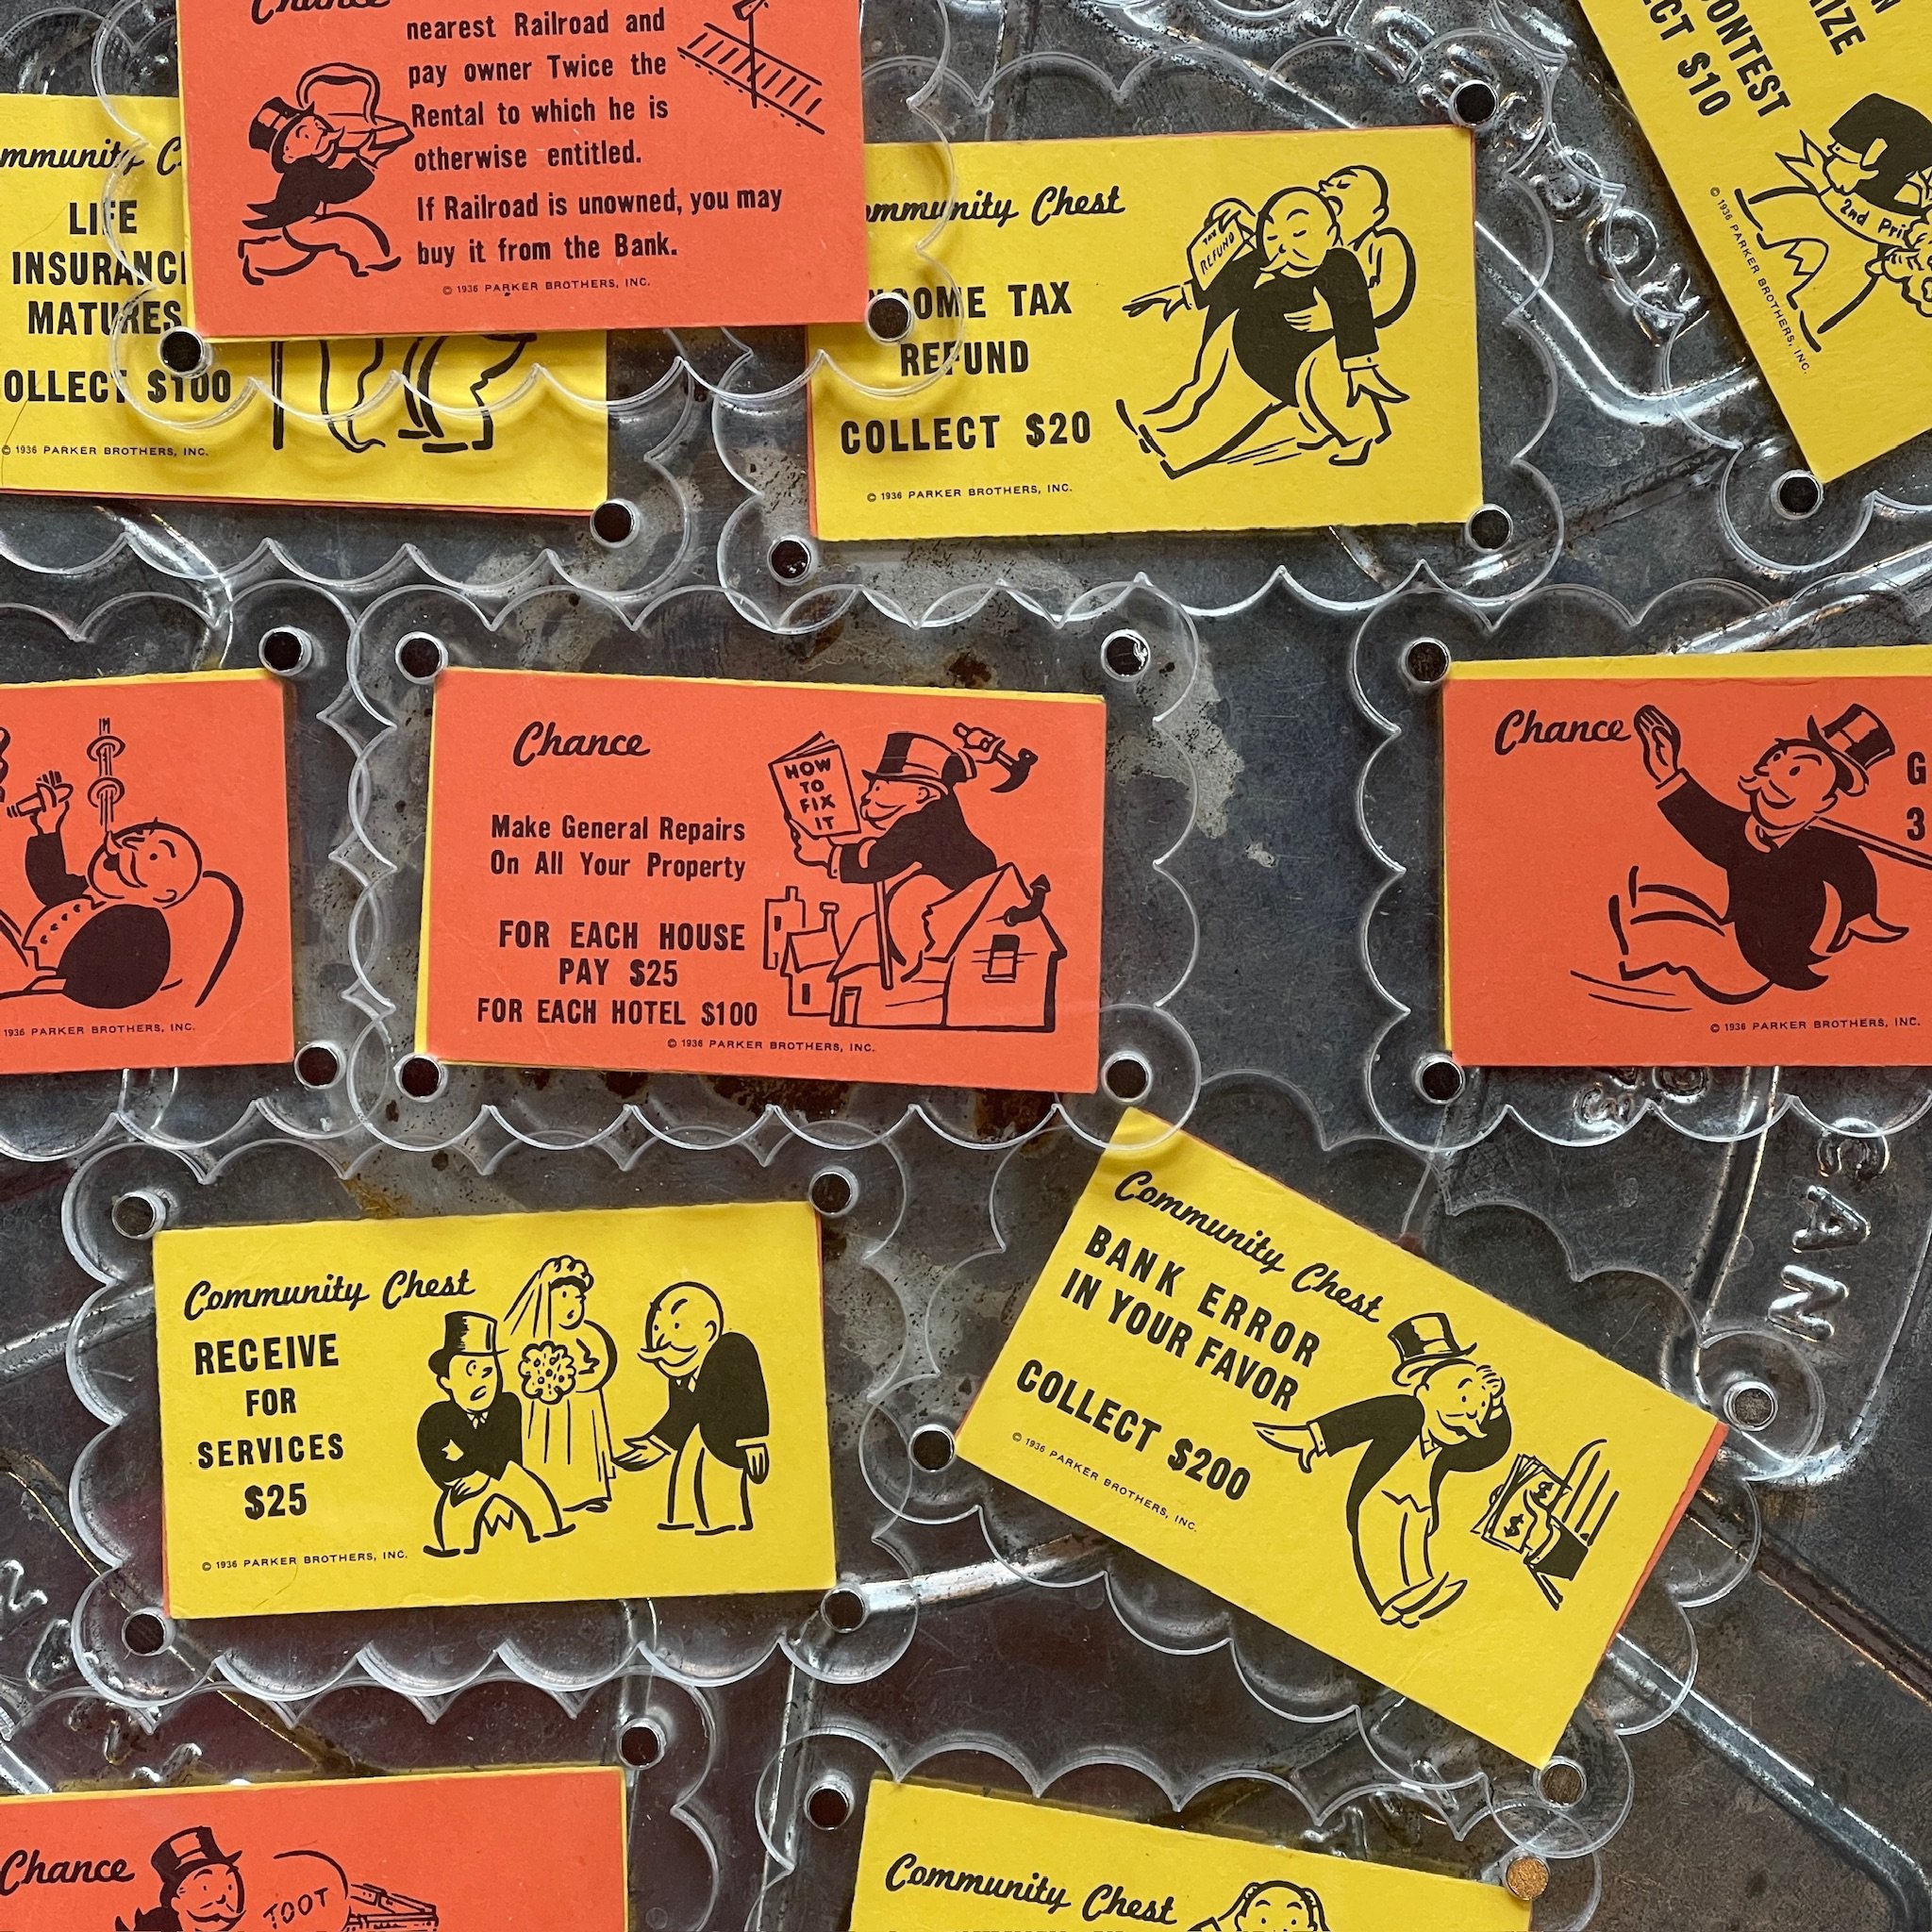 Chance
nearest Railroad and
pay owner Twice the
Rental to which he is
otherwise entitled.
If Railroad is unowned, you may
buy it from the Bank.
© 1936 PARKER BROTHERS, INC.
LIFE
MATURES
COLLECT $100
© 1936 PARKER BROTHERS, INC.
Community Chest
TAX
REFUND
INCOME TAX
REFUND
COLLECT $20
© 1936 PARKER BROTHERS, INC.
CONTEST
$10
2nd
© 1936 PARKER BROTHERS, INC.
1936 PARKER BROTHERS, INC.
Chance
HOW
TO
FIX
IT
Make General Repairs
On All Your Property
FOR EACH HOUSE
PAY $25
FOR EACH HOTEL $100
© 1936 PARKER BROTHERS, INC.
Chance
G
3
© 1936 PARKER BROTHERS, INC.
CAN
Community Chest
RECEIVE
FOR
SERVICES
$25
© 1936 PARKER BROTHERS, INC.
Community Chest
BANK ERROR
IN YOUR FAVOR
COLLECT $200
© 1936 PARKER BROTHERS, INC.
$
$
Chance
TOOT
Community Chest